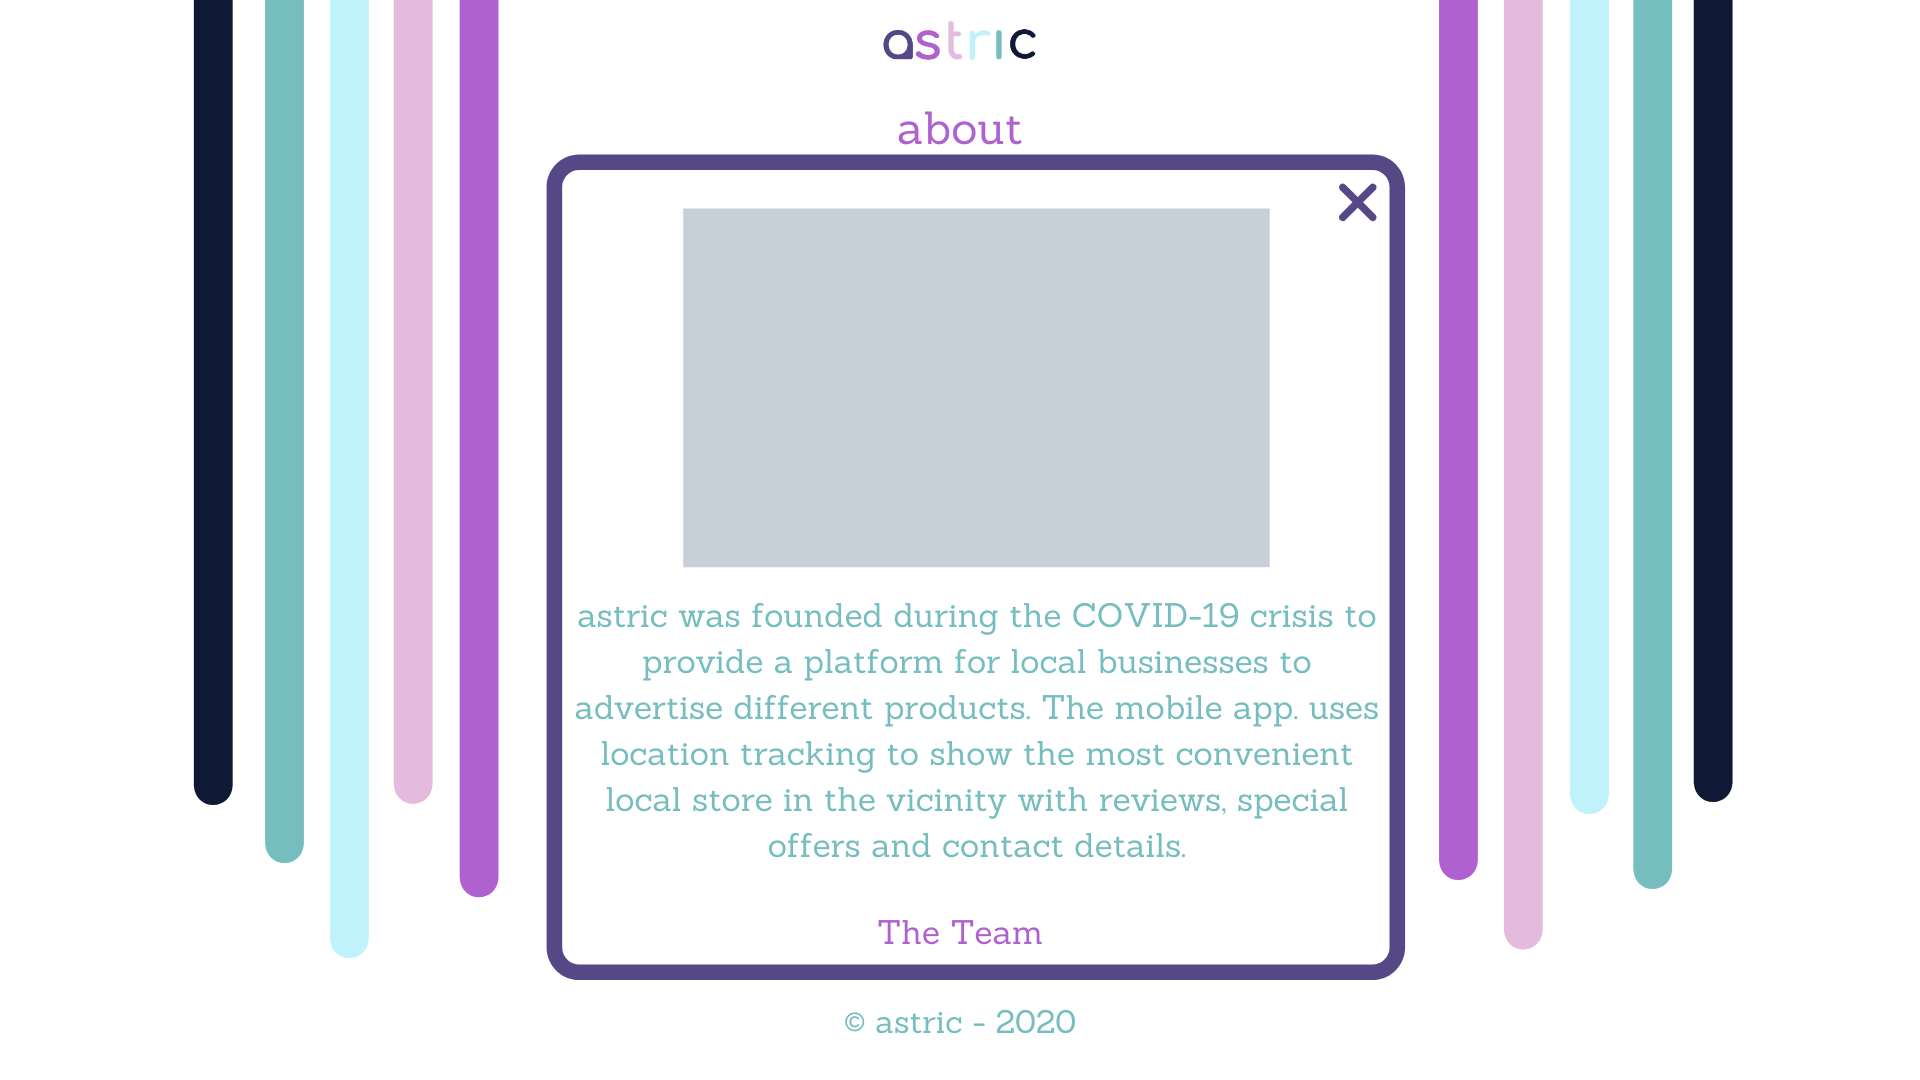 astric
about
astric was founded during the COVID-19 crisis to
provide a platform for local businesses to
advertise different products. The mobile app. uses
location tracking to show the most convenient
local store in the vicinity with reviews, special
offers and contact details.
The Team
© astric - 2020